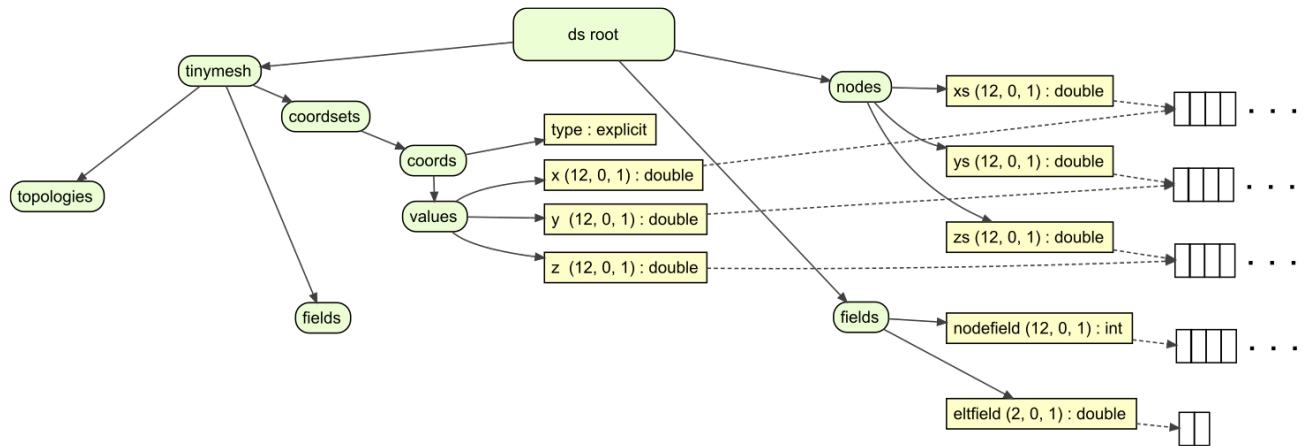 ds root
tinymesh
nodes
xs (12, 0, 1) : double
coordsets
type : explicit
coords
ys (12, 0, 1) : double
x (12, 0, 1) : double
topologies
values
y  (12, 0, 1) : double
zs (12, 0, 1) : double
z  (12, 0, 1) : double
fields
fields
nodefield (12, 0, 1) : int
eltfield (2, 0, 1) : double